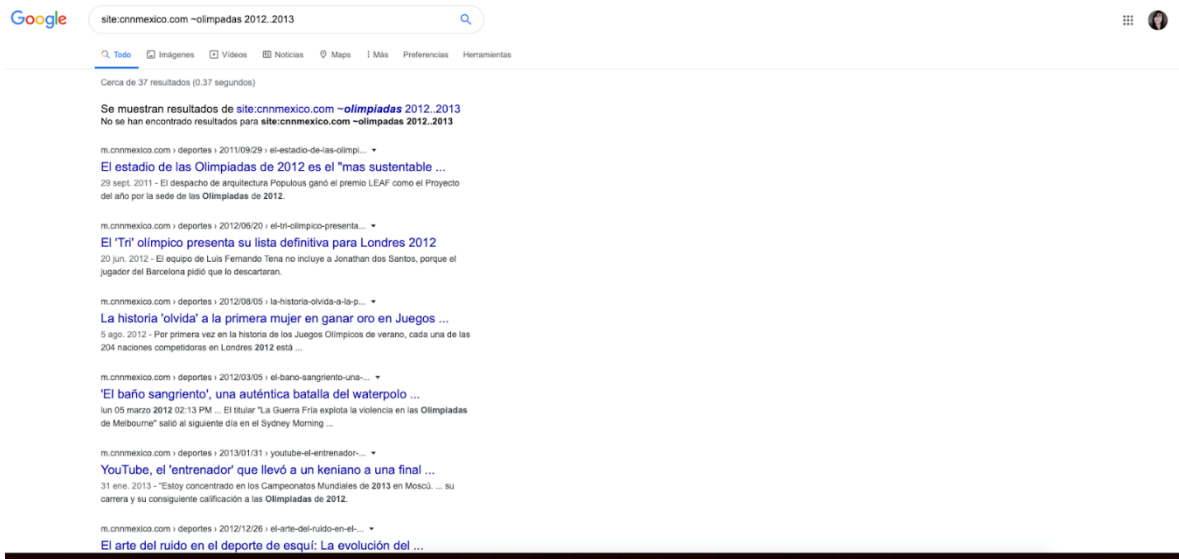 Google
site:cnnmexico.com ~olimpadas 2012..2013
Todo Imágenes Vídeos Noticias Maps Más Preferencias Herramientas
Cerca de 37 resultados (0.37 segundos)
Se muestran resultados de site:cnnmexico.com ~olimpiadas 2012..2013
No se han encontrado resultados para site:cnnmexico.com ~olimpadas 2012..2013
m.cnnmexico.com › deportes › 2011/09/29 › el-estadio-de-las-olimpi...
El estadio de las Olimpiadas de 2012 es el "mas sustentable ...
29 sept. 2011 - El despacho de arquitectura Populous ganó el premio LEAF como el Proyecto
del año por la sede de las Olimpiadas de 2012.
m.cnnmexico.com › deportes › 2012/06/20 › el-tri-olimpico-presenta...
El 'Tri' olímpico presenta su lista definitiva para Londres 2012
20 jun. 2012 - El equipo de Luis Fernando Tena no incluye a Jonathan dos Santos, porque el
jugador del Barcelona pidió que lo descartaran.
m.cnnmexico.com › deportes › 2012/08/05 › la-historia-olvida-a-la-p...
La historia 'olvida' a la primera mujer en ganar oro en Juegos ...
5 ago. 2012 - Por primera vez en la historia de los Juegos Olímpicos de verano, cada una de las
204 naciones competidoras en Londres 2012 está ...
m.cnnmexico.com › deportes › 2012/03/05 › el-bano-sangriento-una-...
'El baño sangriento', una auténtica batalla del waterpolo ...
lun 05 marzo 2012 02:13 PM ... El titular "La Guerra Fría explota la violencia en las Olimpiadas
de Melbourne" salió al siguiente día en el Sydney Morning ...
m.cnnmexico.com › deportes › 2013/01/31 › youtube-el-entrenador-...
YouTube, el 'entrenador' que llevó a un keniano a una final ...
31 ene. 2013 - "Estoy concentrado en los Campeonatos Mundiales de 2013 en Moscú. ... su
carrera y su consiguiente calificación a las Olimpiadas de 2012.
m.cnnmexico.com › deportes › 2012/12/26 › el-arte-del-ruido-en-el-...
El arte del ruido en el deporte de esquí: La evolución del ...